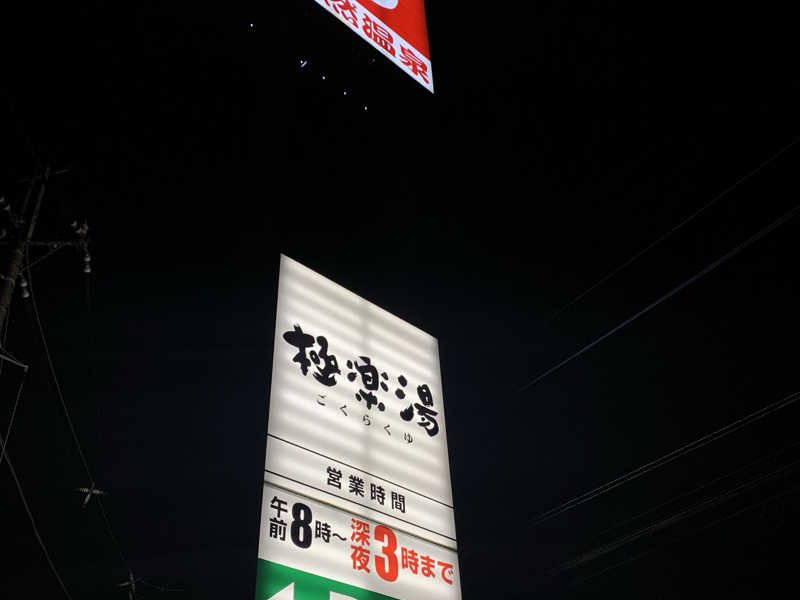 然温泉
極楽湯
ごくらくゆ
営業時間
午前8時〜深夜3時まで